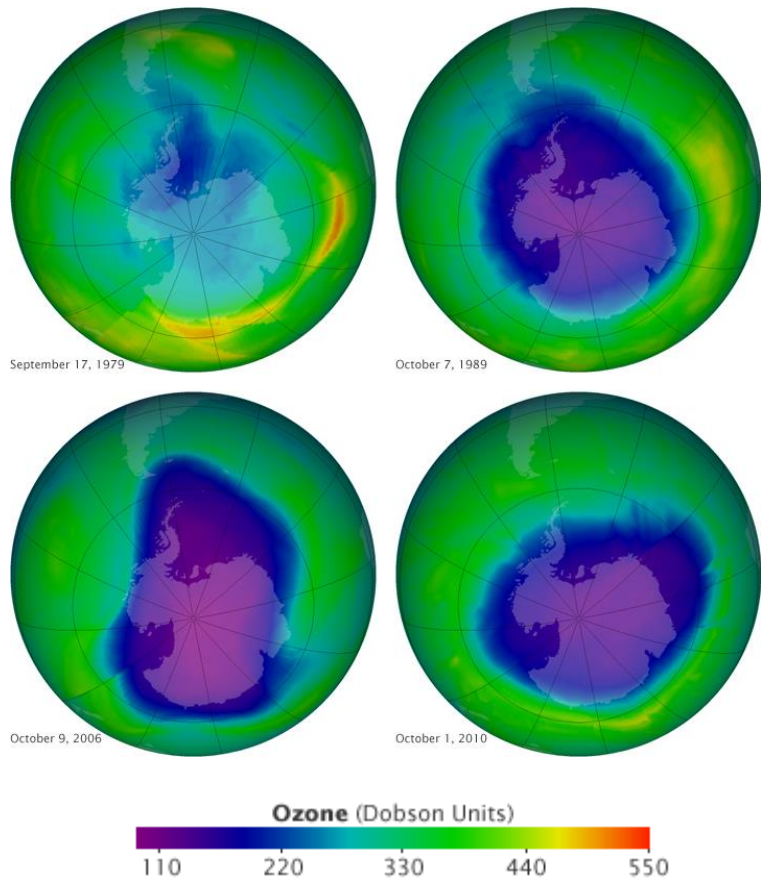 September 17, 1979
October 7, 1989
October 9, 2006
October 1, 2010
Ozone (Dobson Units)
110 220 330 440 550